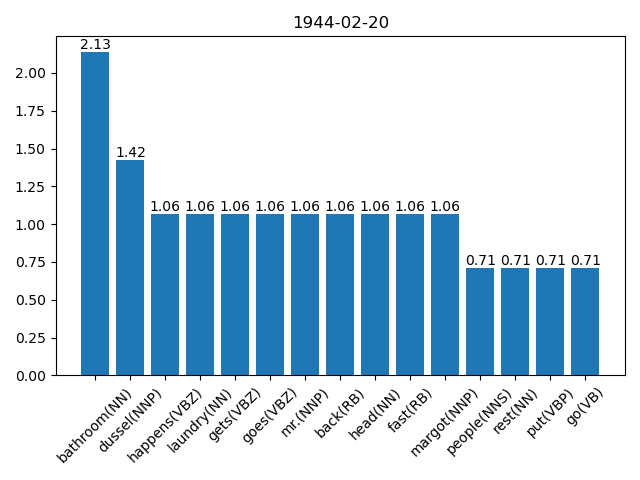 1944-02-20
2.13
1.42
1.06 1.06 1.06 1.06 1.06 1.06 1.06 1.06 1.06
0.71 0.71 0.71 0.71
2.00
1.75
1.50
1.25
1.00
0.75
0.50
0.25
0.00
bathroom(NN)
dussel(NNP)
happens(VBZ)
laundry(NN)
gets(VBZ)
goes(VBZ)
mr.(NNP)
back(RB)
head(NN)
fast(RB)
margot(NNP)
people(NNS)
rest(NN)
put(VBP)
go(VB)